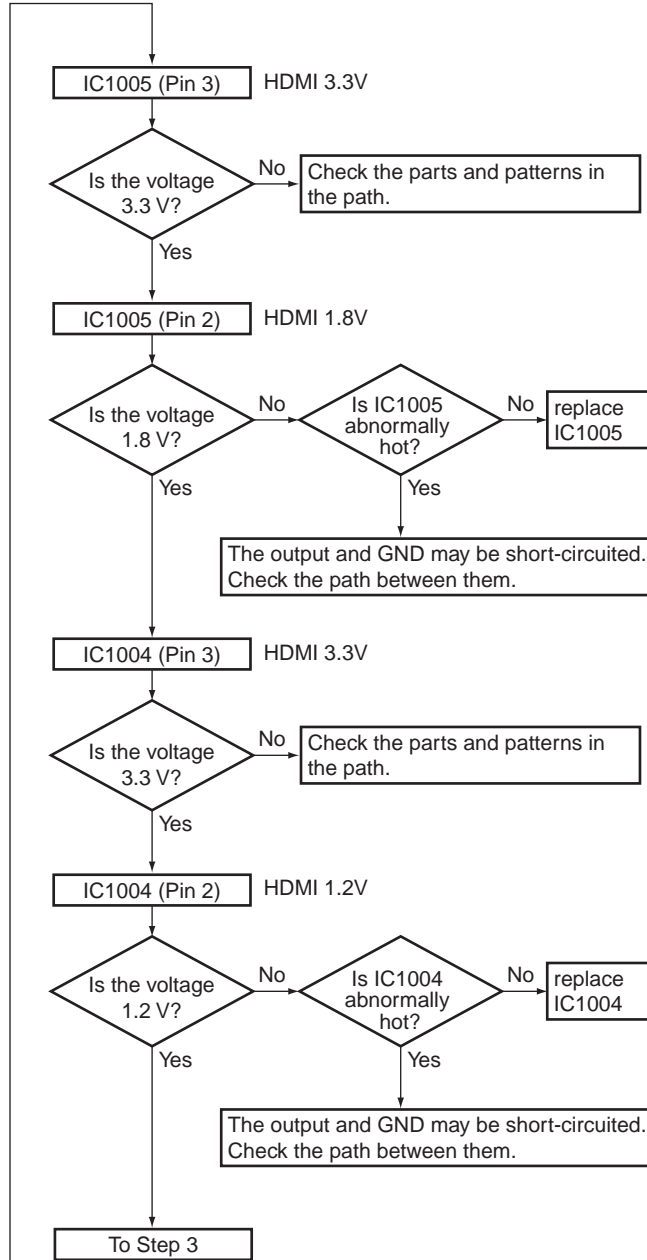 IC1005 (Pin 3)
HDMI 3.3V
Is the voltage
3.3 V?
No
Check the parts and patterns in
the path.
Yes
IC1005 (Pin 2)
HDMI 1.8V
Is the voltage
1.8 V?
No
Is IC1005
abnormally
hot?
No
replace
IC1005
Yes
Yes
The output and GND may be short-circuited.
Check the path between them.
IC1004 (Pin 3)
HDMI 3.3V
Is the voltage
3.3 V?
No
Check the parts and patterns in
the path.
Yes
IC1004 (Pin 2)
HDMI 1.2V
Is the voltage
1.2 V?
No
Is IC1004
abnormally
hot?
No
replace
IC1004
Yes
Yes
The output and GND may be short-circuited.
Check the path between them.
To Step 3